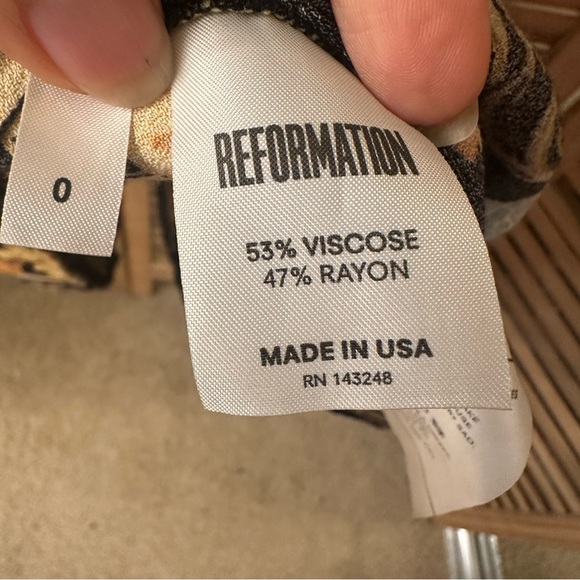 0
REFORMATION
53% VISCOSE
47% RAYON
MADE IN USA
RN 143248